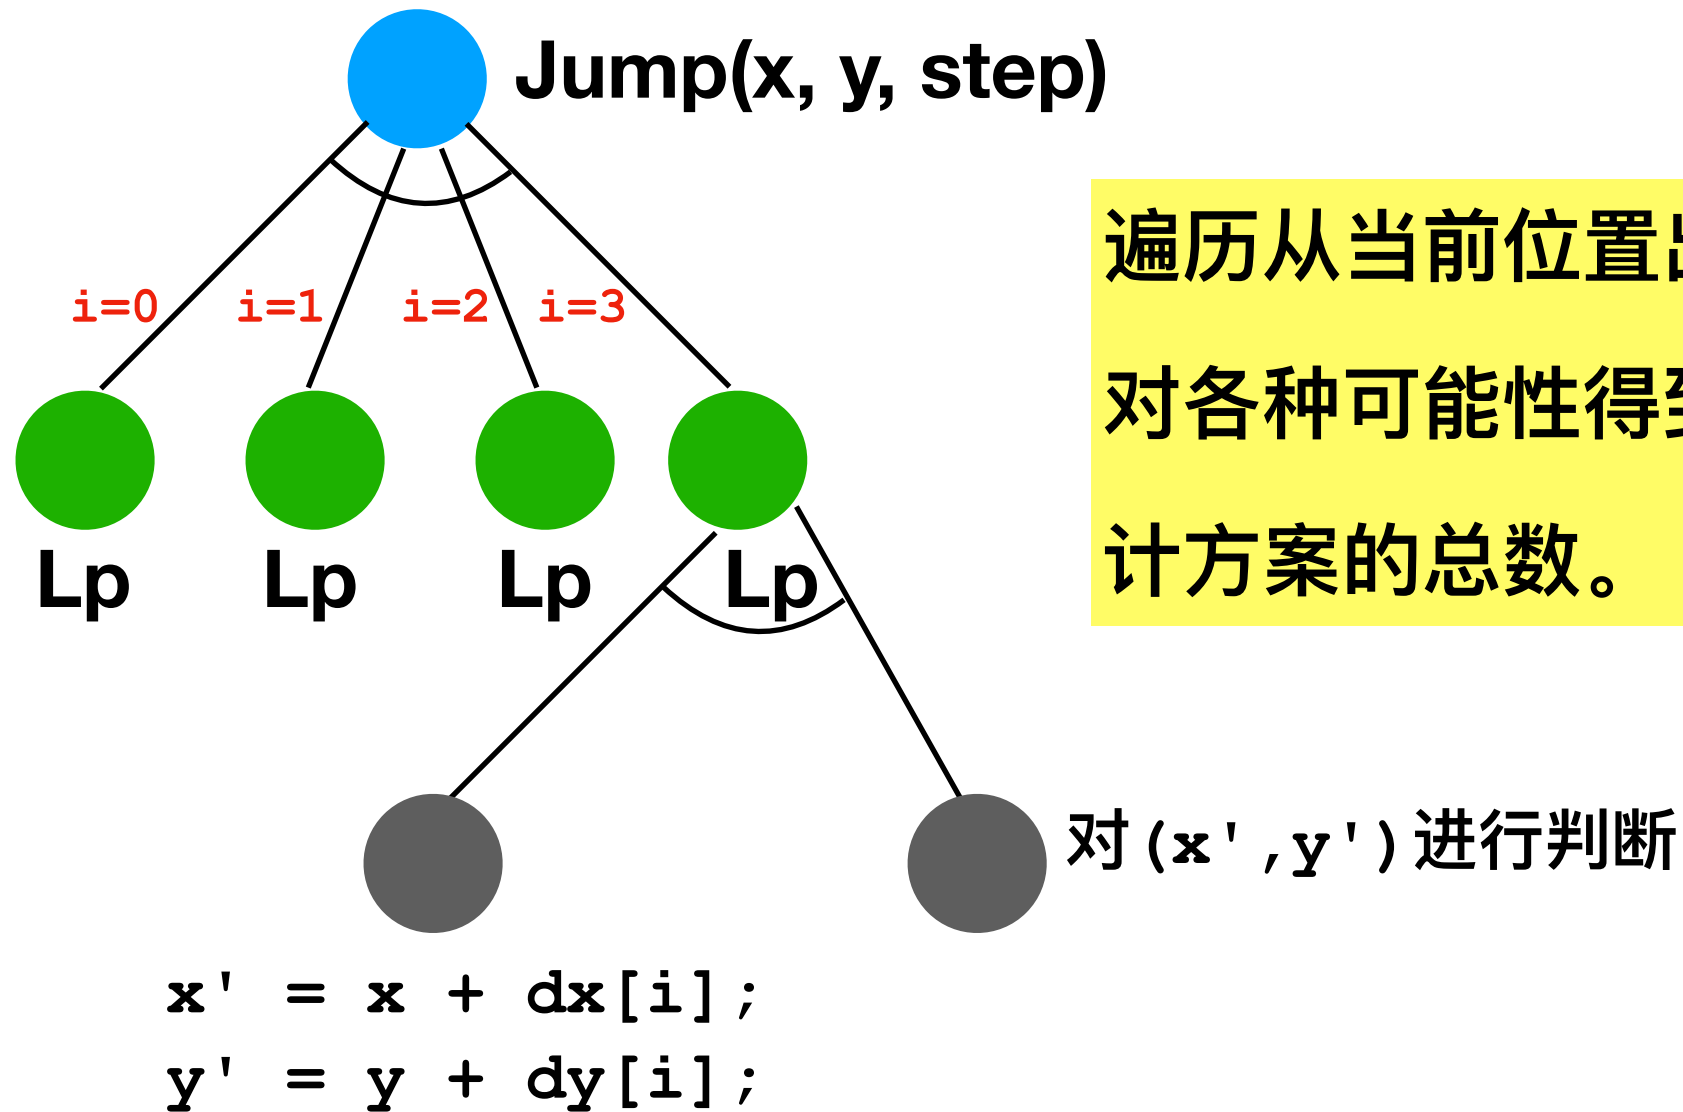 Jump(x, y, step)
遍历从当前位置
i=0 i=1 i=2 i=3
对各种可能性得
Lp Lp Lp Lp
计方案的总数。
对(x',y')进行判断
x' = x + dx[i];
y' = y + dy[i];